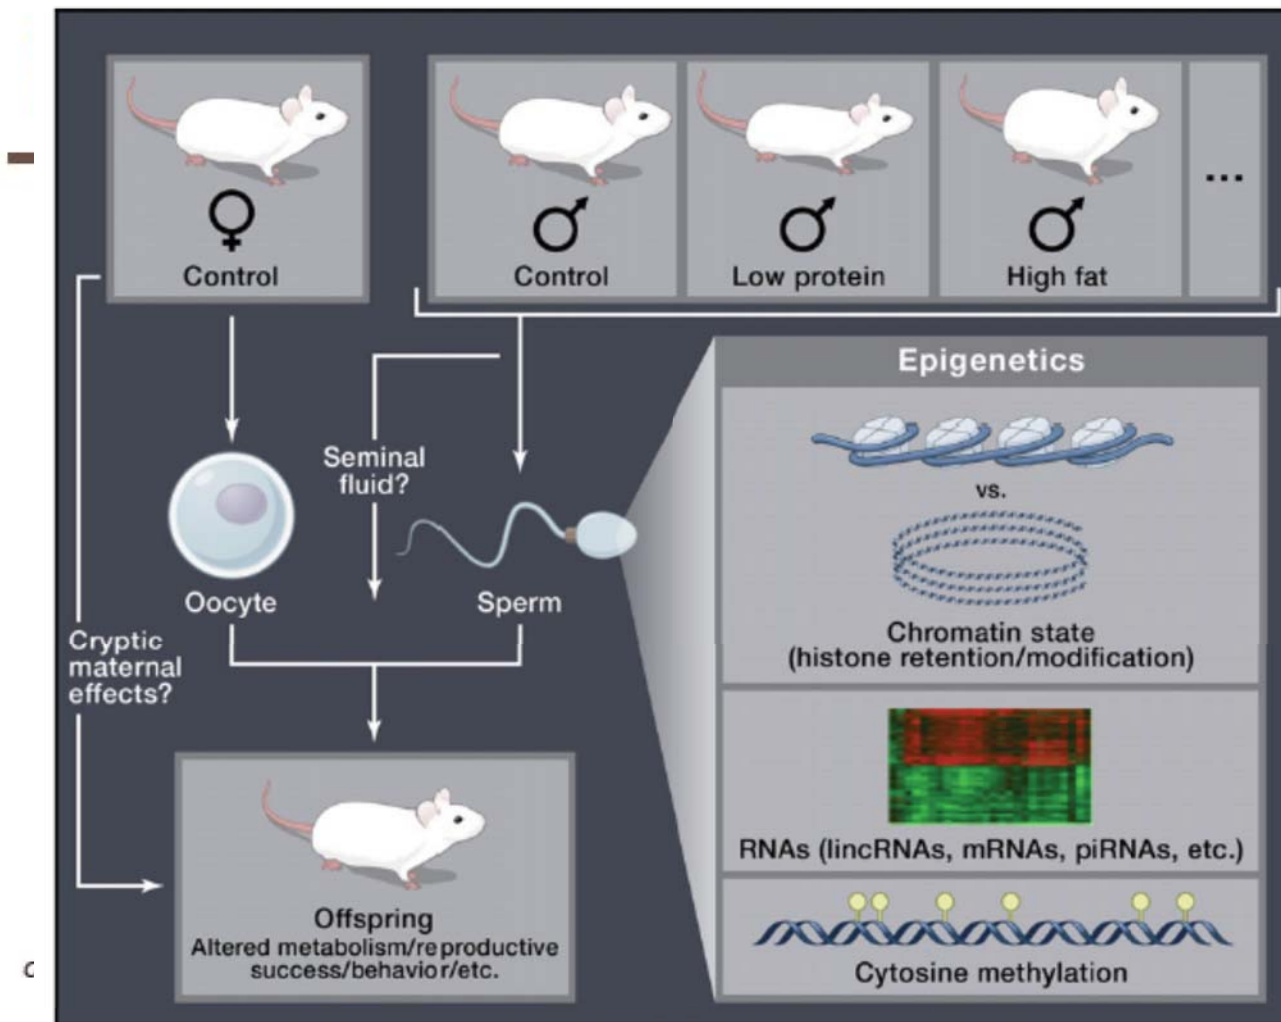 Control
Control
Low protein
High fat
...
Epigenetics
Seminal
fluid?
vs.
Oocyte
Sperm
Chromatin state
(histone retention/modification)
Cryptic
maternal
effects?
RNAs (lincRNAs, mRNAs, piRNAs, etc.)
Offspring
Altered metabolism/reproductive
success/behavior/etc.
Cytosine methylation